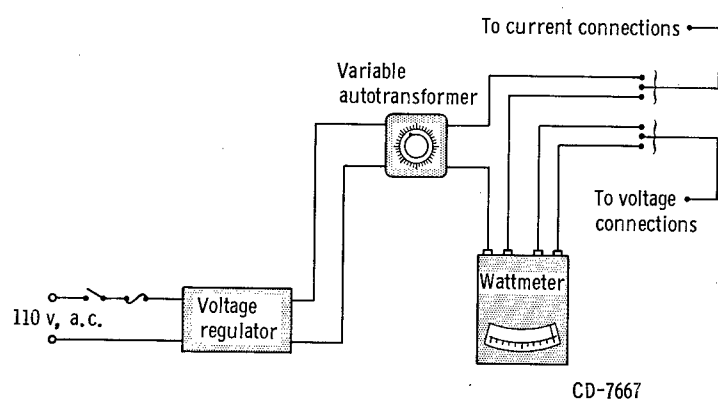 To current connections
Variable
autotransformer
To voltage
connections
Wattmeter
110 v, a.c.
Voltage
regulator
CD-7667